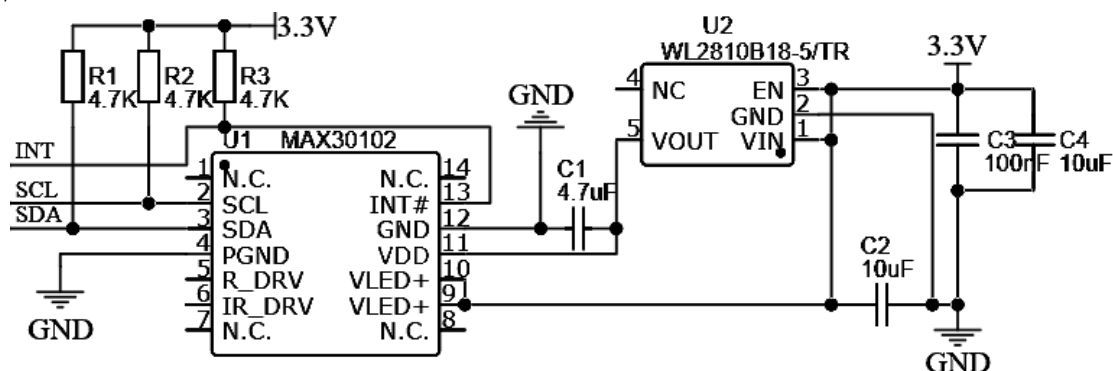 3.3V
R1
4.7K
R2
4.7K
R3
4.7K
INT
SCL
SDA
U1 MAX30102
1 N.C.
2 SCL
3 SDA
4 PGND
5 R_DRV
6 IR_DRV
7 N.C.
14 N.C.
13 INT#
12 GND
11 VDD
10 VLED+
9 VLED+
8 N.C.
GND
GND
C1
4.7uF
U2
WL2810B18-5/TR
4 NC
5 VOUT
EN 3
GND 2
VIN 1
3.3V
C3
100nF
C4
10uF
C2
10uF
GND